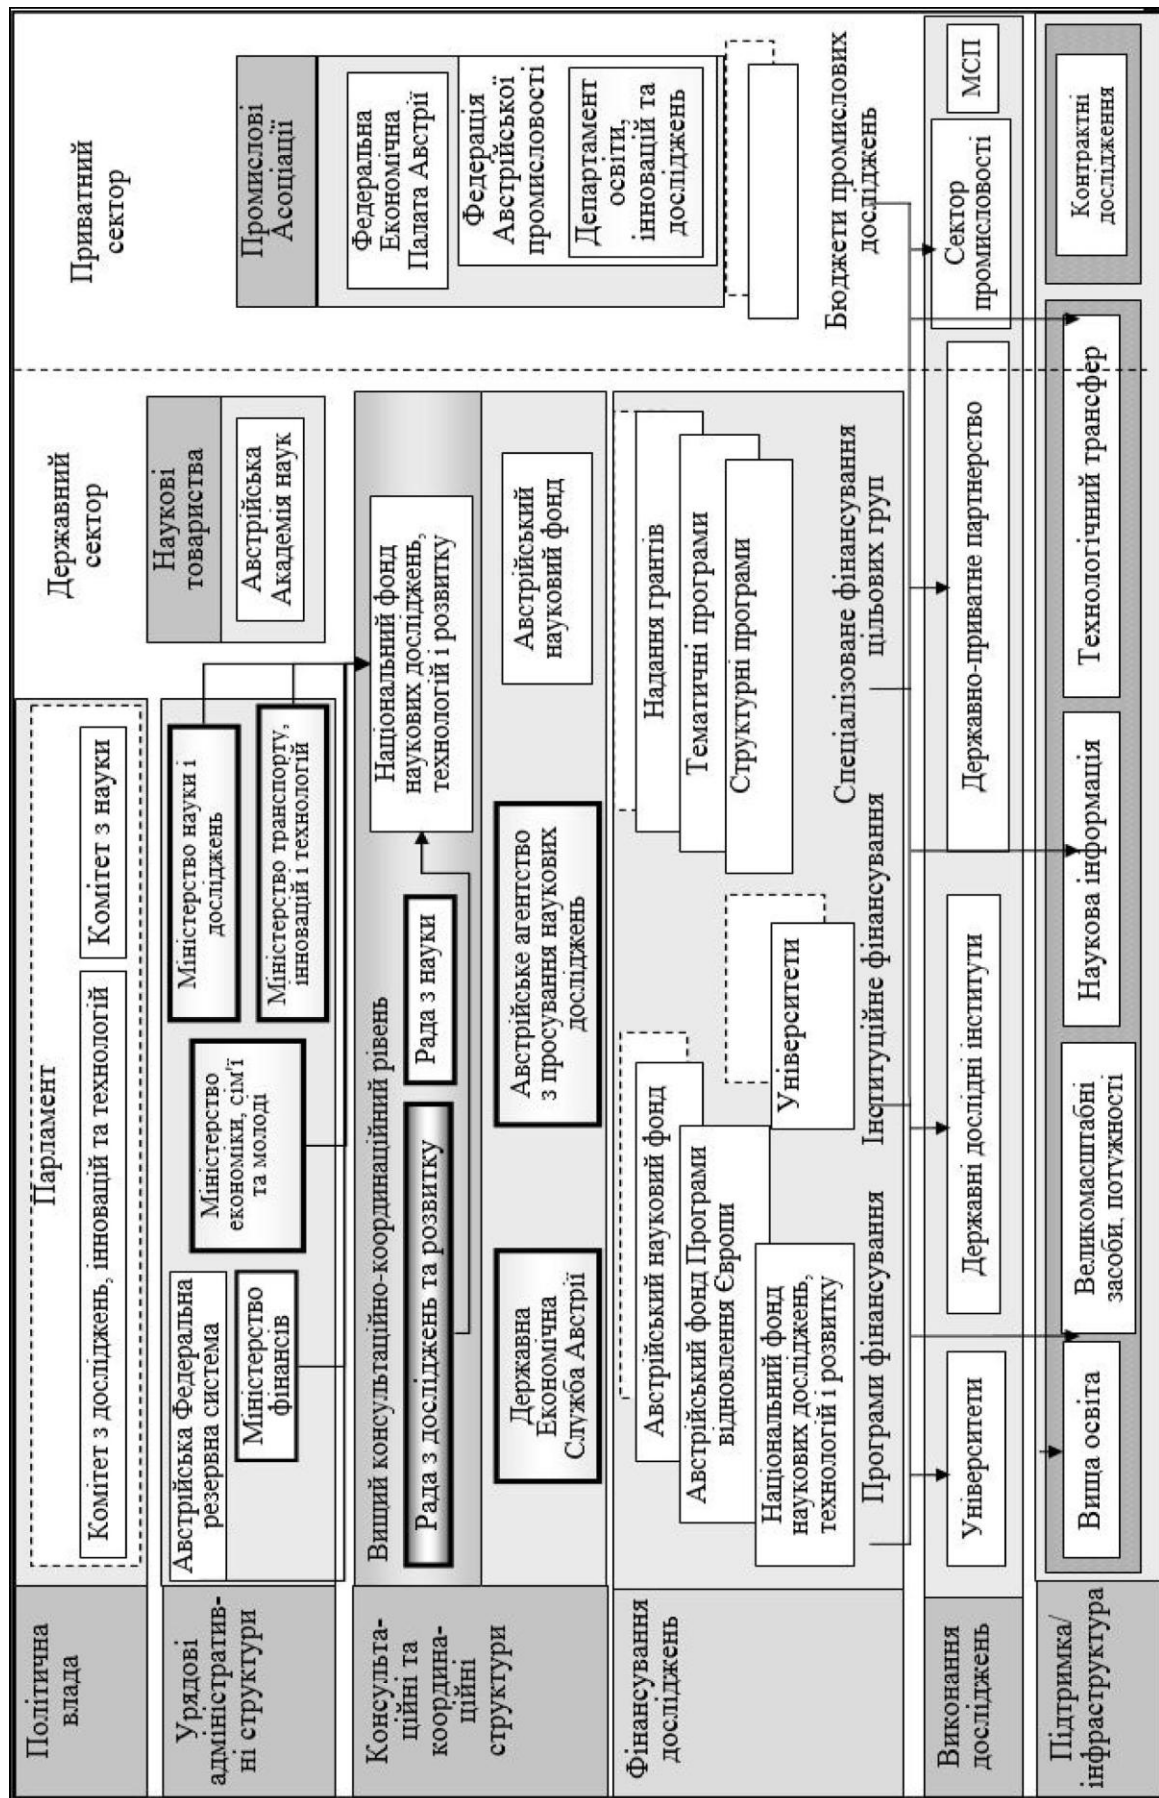 Державний
сектор
Приватний
сектор
Політична
влада
Парламент
Комітет з досліджень, інновацій та технологій
Комітет з науки
Наукові
товариства
Австрійська
Академія наук
Промислові
Асоціації
Федеральна
Економічна
Палата Австрії
Федерація
Австрійської
промисловості
Департамент
освіти,
інновацій та
досліджень
Урядові
адміністратив-
ні структури
Австрійська Федеральна
резервна система
Міністерство
фінансів
Міністерство
економіки, сім'ї
та молоді
Міністерство науки і
досліджень
Міністерство транспорту,
інновацій і технологій
Консульта-
ційні та
координа-
ційні
структури
Вищий консультаційно-координаційний рівень
Рада з досліджень та розвитку
Рада з науки
Національний фонд
наукових досліджень,
технологій і розвитку
Державна
Економічна
Служба Австрії
Австрійське агентство
з просування наукових
досліджень
Австрійський
науковий фонд
Фінансування
досліджень
Австрійський науковий фонд
Австрійський фонд Програми
відновлення Європи
Національний фонд
наукових досліджень,
технологій і розвитку
Університети
Надання грантів
Тематичні програми
Структурні програми
Програми фінансування
Інституційне фінансування
Спеціалізоване фінансування
цільових груп
Бюджети промислових
досліджень
Виконання
досліджень
Університети
Державні дослідні інститути
Державно-приватне партнерство
Сектор
промисловості
МСП
Підтримка/
інфраструктура
Вища освіта
Великомасштабні
засоби, потужності
Наукова інформація
Технологічний трансфер
Контрактні
дослідження